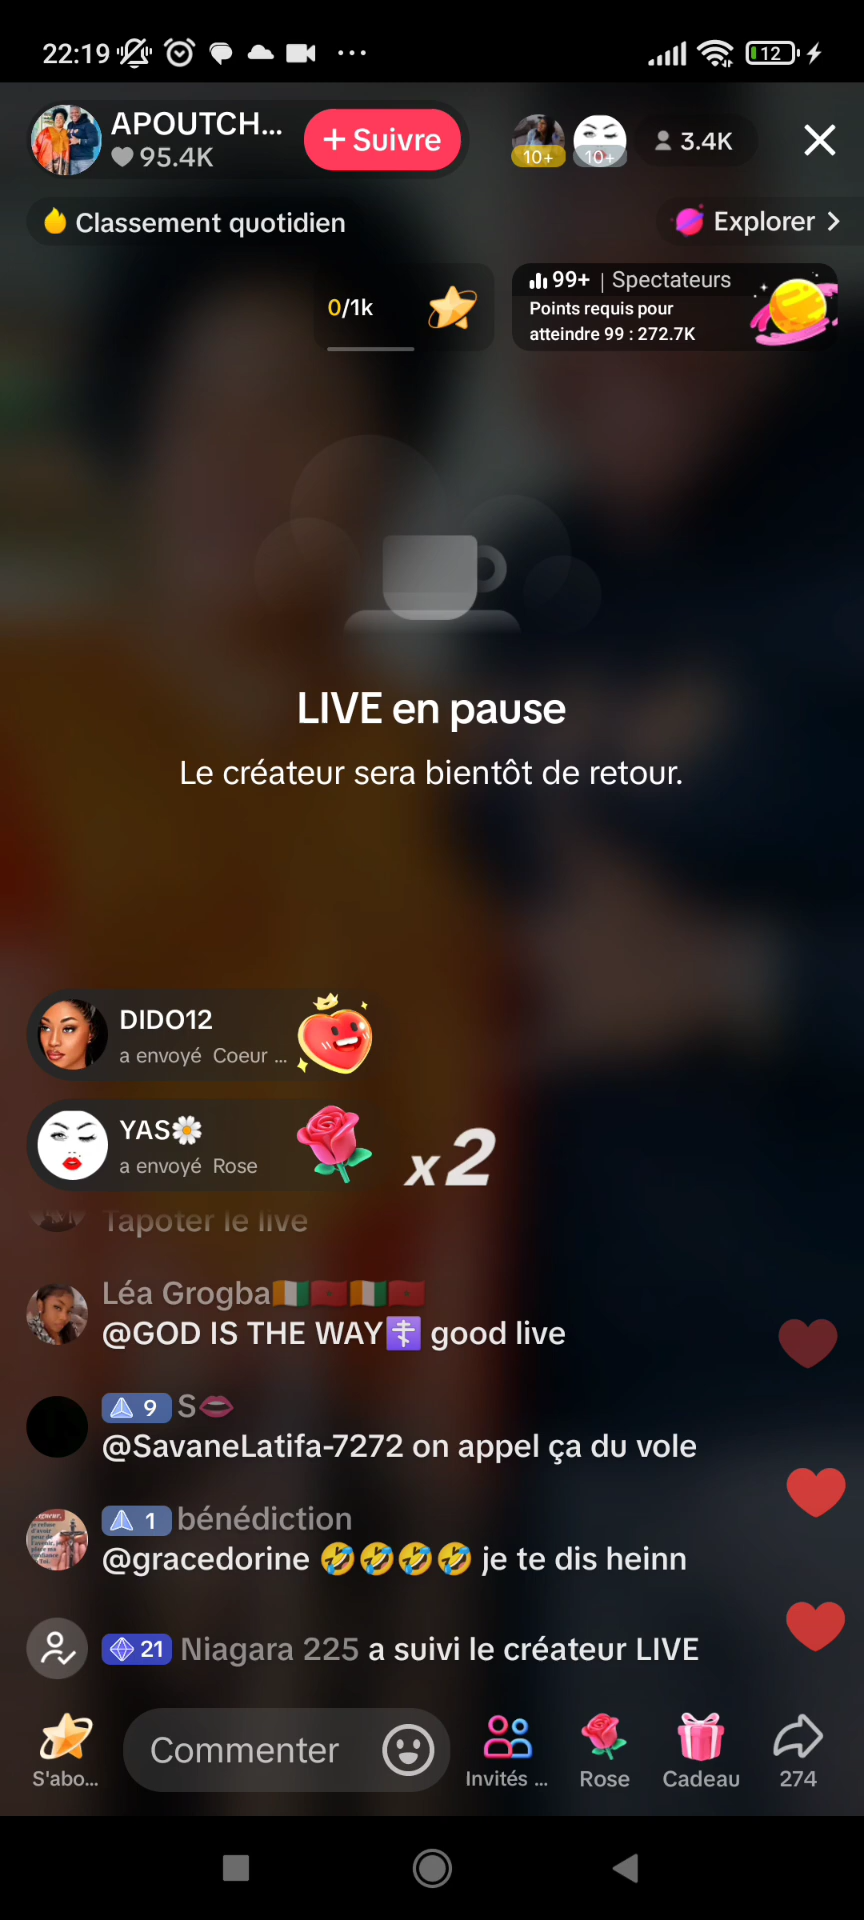 22:19
12
APOUTCH...
95.4K
+ Suivre
10+
10+
3.4K
Classement quotidien
Explorer >
0/1k
99+ | Spectateurs
Points requis pour
atteindre 99 : 272.7K
LIVE en pause
Le créateur sera bientôt de retour.
DIDO12
a envoyé Coeur ...
YAS🌼
a envoyé Rose
x2
Tapoter le live
Léa Grogba🇨🇮🇲🇦🇨🇮🇲🇦
@GOD IS THE WAY☦️ good live
9 S👄
@SavaneLatifa-7272 on appel ça du vole
1 bénédiction
@gracedorine 🤣🤣🤣🤣 je te dis heinn
21 Niagara 225 a suivi le créateur LIVE
Commenter
S'abo...
Invités ...
Rose
Cadeau
274